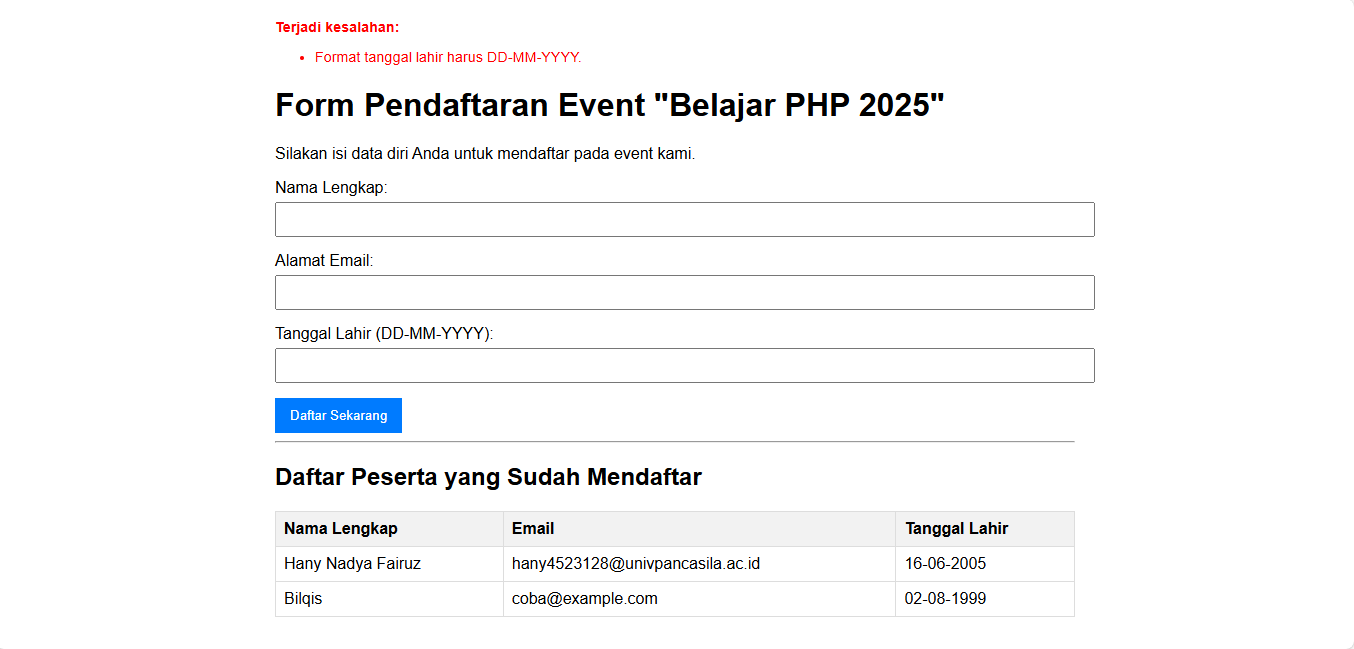 Terjadi kesalahan:
• Format tanggal lahir harus DD-MM-YYYY.
Form Pendaftaran Event "Belajar PHP 2025"
Silakan isi data diri Anda untuk mendaftar pada event kami.
Nama Lengkap:
Alamat Email:
Tanggal Lahir (DD-MM-YYYY):
Daftar Sekarang
Daftar Peserta yang Sudah Mendaftar
Nama Lengkap Email Tanggal Lahir
Hany Nadya Fairuz hany4523128@univpancasila.ac.id 16-06-2005
Bilqis coba@example.com 02-08-1999